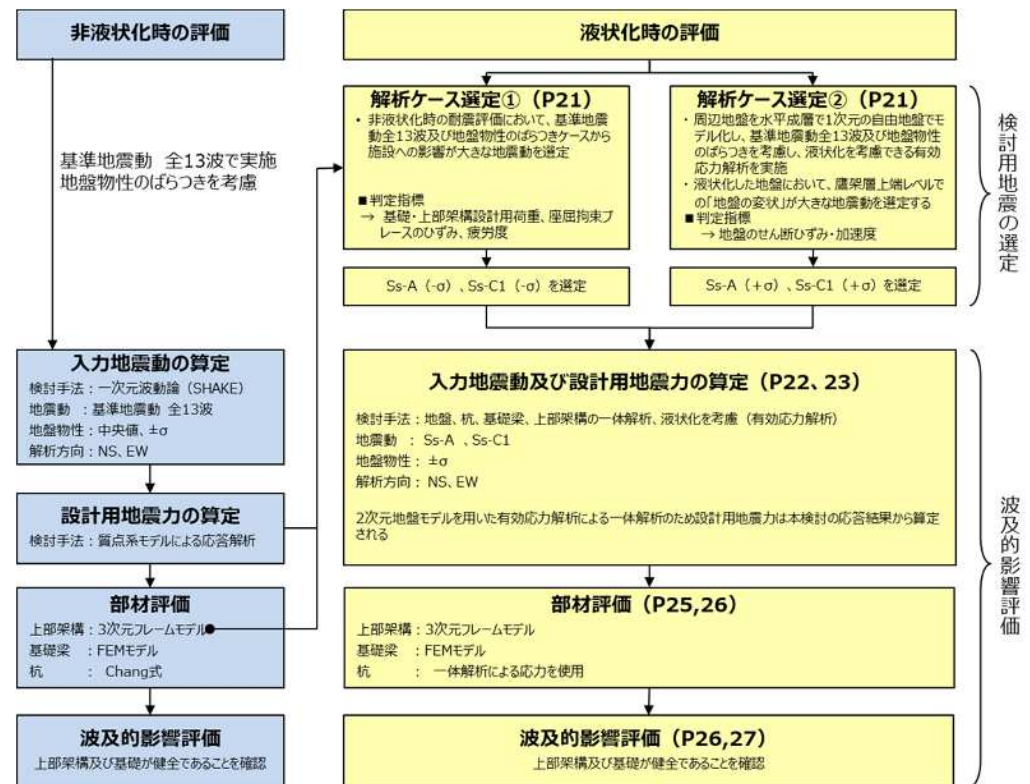 非液状化時の評価
基準地震動 全13波で実施
地盤物性のばらつきを考慮
入力地震動の算定
検討手法：一次元波動論（SHAKE）
地震動 ：基準地震動 全13波
地盤物性：中央値、±σ
解析方向：NS、EW
設計用地震力の算定
検討手法：質点系モデルによる応答解析
部材評価
上部架構：3次元フレームモデル
基礎梁 ：FEMモデル
杭 ： Chang式
波及的影響評価
上部架構及び基礎が健全であることを確認
液状化時の評価
解析ケース選定①（P21）
・ 非液状化時の耐震評価において、基準地震
動全13波及び地盤物性のばらつきケースから
施設への影響が大きな地震動を選定
■判定指標
→ 基礎・上部架構設計用荷重、座屈拘束ブ
レースのひずみ、疲労度
Ss-A（-σ）、Ss-C1（-σ）を選定
解析ケース選定②（P21）
・ 周辺地盤を水平成層で1次元の自由地盤でモ
デル化し、基準地震動全13波及び地盤物性
のばらつきを考慮し、液状化を考慮できる有効
応力解析を実施
・ 液状化した地盤において、鷹架層上端レベルで
の「地盤の変状」が大きな地震動を選定する
■判定指標
→ 地盤のせん断ひずみ・加速度
Ss-A（＋σ）、Ss-C1（＋σ）を選定
検討用地震の選定
入力地震動及び設計用地震力の算定（P22、23）
検討手法：地盤、杭、基礎梁、上部架構の一体解析、液状化を考慮（有効応力解析）
地震動 ： Ss-A 、Ss-C1
地盤物性：±σ
解析方向：NS、EW
2次元地盤モデルを用いた有効応力解析による一体解析のため設計用地震力は本検討の応答結果から算定
される
部材評価（P25,26）
上部架構：3次元フレームモデル
基礎梁 ：FEMモデル
杭 ： 一体解析による応力を使用
波及的影響評価（P26,27）
上部架構及び基礎が健全であることを確認
波及的影響評価